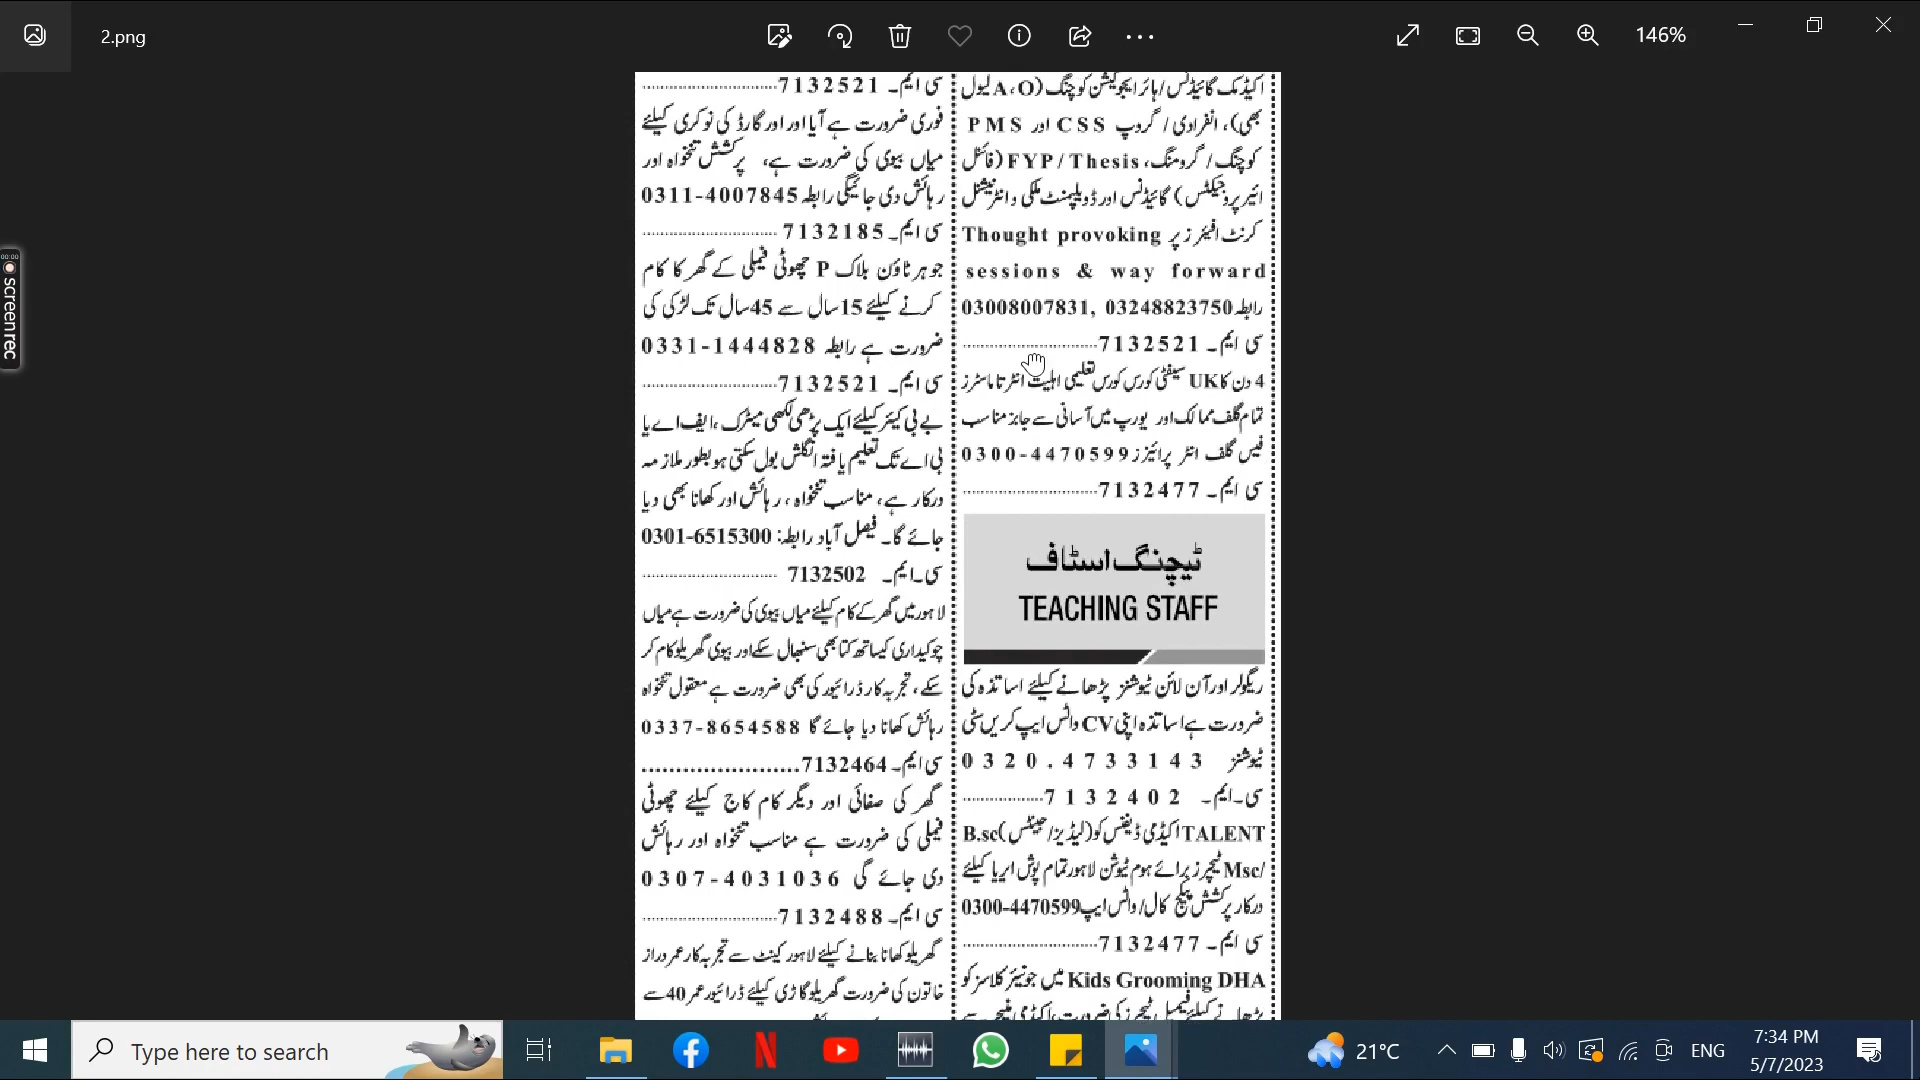 2.png
146%
اکیڈمک گائیڈنس/ہائر ایجوکیشن کوچنگ (A،O لیول
بھی)، انفرادی / گروپ CSS اور PMS
کوچنگ / گرومنگ، FYP/Thesis (فائنل
ائیر پروجیکٹس) گائیڈنس اور ڈویلپمنٹ ملکی و انٹرنیشنل
کرنٹ افیئرز پر Thought provoking
sessions & way forward
رابطہ 03008007831, 03248823750
سی ایم۔ 7132521
4 دن کا UK سیفٹی کورس کورس تعلیمی اہلیت انٹر تا ماسٹرز
تمام گلف ممالک اور یورپ میں آسانی سے جابز مناسب
فیس گلف انٹر پرائیزز 0300-4470599
سی ایم۔ 7132477
ٹیچنگ اسٹاف
TEACHING STAFF
ریگولر اور آن لائن ٹیوشنز پڑھانے کیلئے اساتذہ کی
ضرورت ہے اساتذہ اپنی CV واٹس ایپ کریں سٹی
ٹیوشنز 0320.4733143
سی۔ایم۔ 7132402
TALENT اکیڈمی ڈیفنس کو (لیڈیز/جینٹس) B.sc
/Msc ٹیچرز برائے ہوم ٹیوشن لاہور تمام پوش ایریا کیلئے
درکار پرکشش پیکج کال/واٹس ایپ 0300-4470599
سی ایم۔ 7132477
Kids Grooming DHA میں جونیئر کلاسز کو
پڑھانے کیلئے فیمیل ٹیچرز کی ضرورت، اکیڈمی منیجر سے
سی ایم۔ 7132521
فوری ضرورت ہے آیا اور اور گارڈ کی نوکری کیلئے
میاں بیوی کی ضرورت ہے، پرکشش تنخواہ اور
رہائش دی جائیگی رابطہ 0311-4007845
سی ایم۔ 7132185
جوہر ٹاؤن بلاک P چھوٹی فیملی کے گھر کا کام
کرنے کیلئے 15 سال سے 45 سال تک لڑکی کی
ضرورت ہے رابطہ 0331-1444828
سی ایم۔ 7132521
بے بی کیئر کیلئے ایک پڑھی لکھی میٹرک، ایف اے یا
بی اے تک تعلیم یافتہ انگلش بول سکتی ہو بطور ملازمہ
درکار ہے، مناسب تنخواہ، رہائش اور کھانا بھی دیا
جائے گا۔ فیصل آباد رابطہ: 0301-6515300
سی۔ایم۔ 7132502
لاہور میں گھر کے کام کیلئے میاں بیوی کی ضرورت ہے میاں
چوکیداری کیساتھ کتا بھی سنبھال سکے اور بیوی گھریلو کام کر
سکے، تجربہ کار ڈرائیور کی بھی ضرورت ہے معقول تنخواہ
رہائش کھانا دیا جائے گا 0337-8654588
سی ایم۔ 7132464
گھر کی صفائی اور دیگر کام کاج کیلئے چھوٹی
فیملی کی ضرورت ہے مناسب تنخواہ اور رہائش
دی جائے گی 0307-4031036
سی ایم۔ 7132488
گھریلو کھانا بنانے کیلئے لاہور کینٹ سے تجربہ کار عمر دراز
خاتون کی ضرورت گھریلو گاڑی کیلئے ڈرائیور عمر 40 سے
00:00
screenrec
Type here to search
21°C
ENG
7:34 PM
5/7/2023